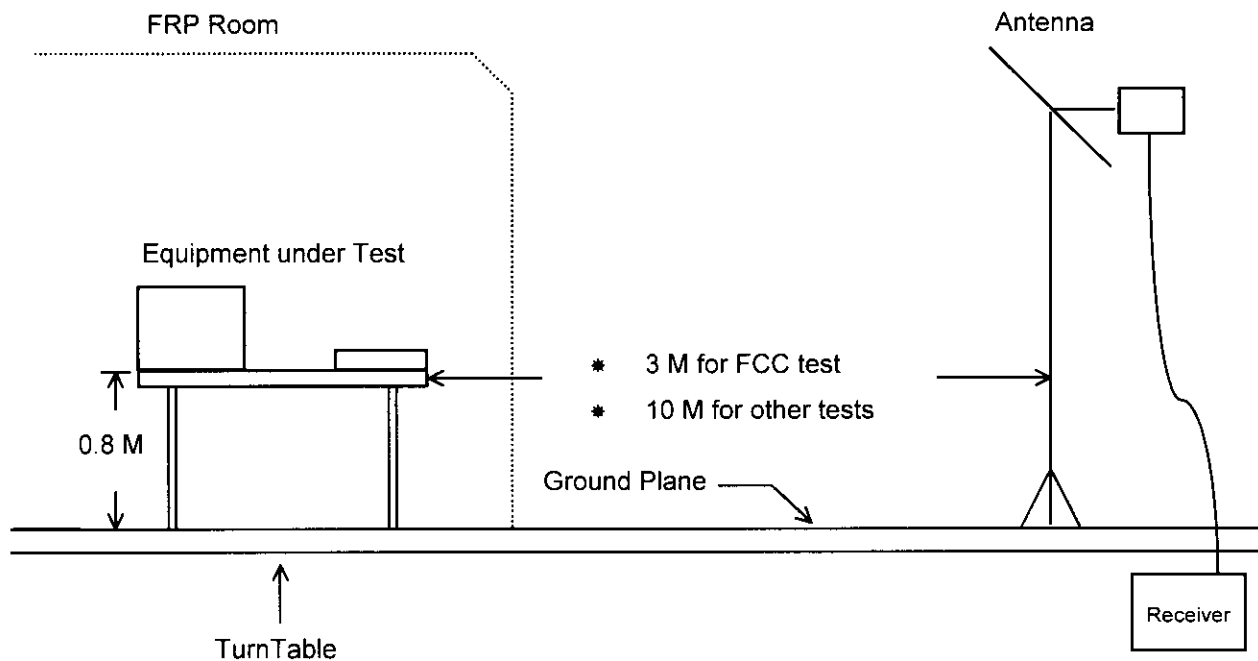 FRP Room
Antenna
Equipment under Test
* 3 M for FCC test
* 10 M for other tests
0.8 M
Ground Plane
Receiver
TurnTable